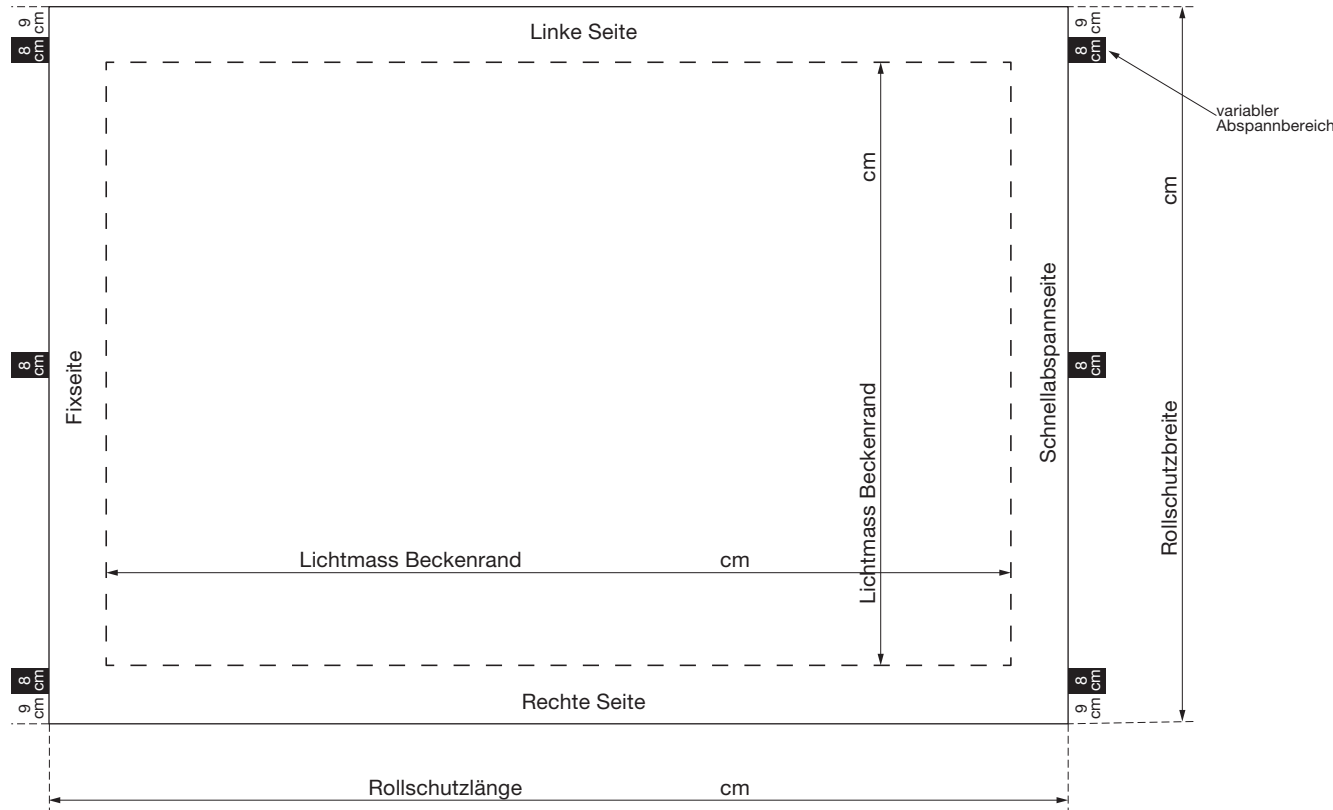 9
cm
8
cm
Linke Seite
9
cm
8
cm
variabler
Abspannbereich
cm
cm
8
cm
Fixseite
Schnellabspannseite
8
cm
Lichtmass Beckenrand
Rollschutzbreite
Lichtmass Beckenrand cm
8
cm
9
cm
Rechte Seite
8
cm
9
cm
Rollschutzlänge cm